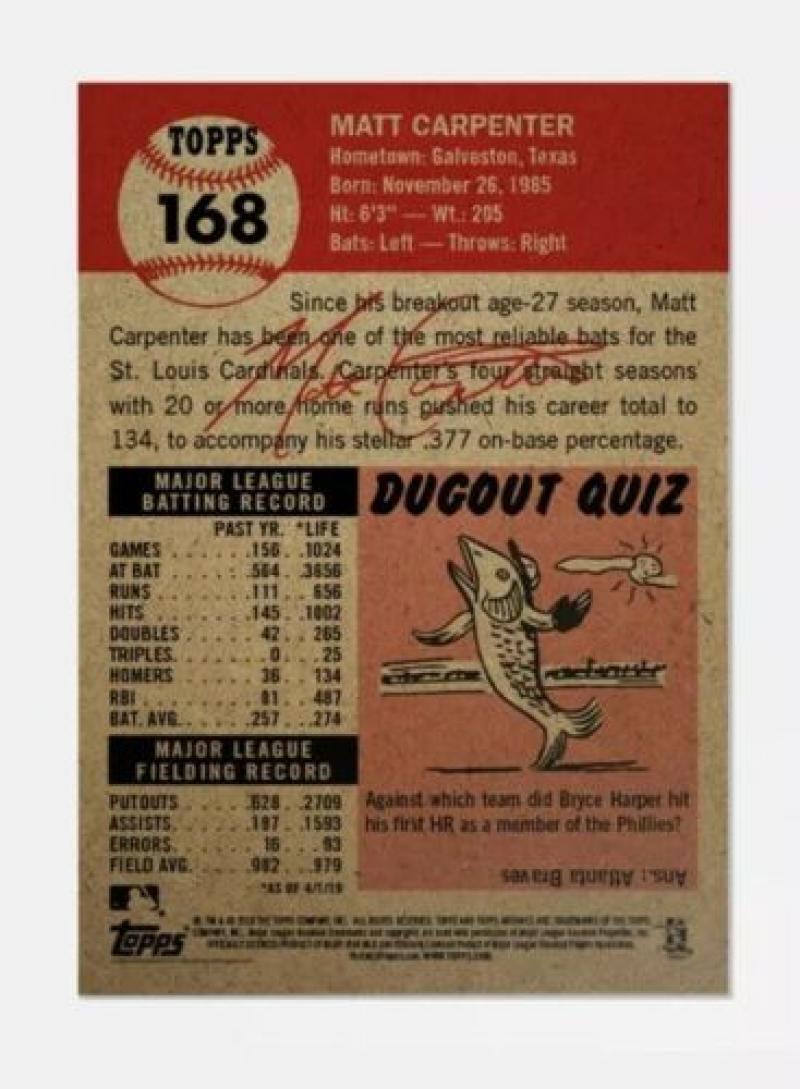 TOPPS
168
MATT CARPENTER
Hometown: Galveston, Texas
Born: November 26, 1985
Ht: 6'3" — Wt.: 205
Bats: Left — Throws: Right
Since his breakout age-27 season, Matt
Carpenter has been one of the most reliable bats for the
St. Louis Cardinals. Carpenter's four straight seasons
with 20 or more home runs pushed his career total to
134, to accompany his stellar .377 on-base percentage.
Matt
MAJOR LEAGUE
BATTING RECORD
PAST YR. *LIFE
GAMES . . . . . . .156 . .1024
AT BAT . . . . . . .564 . .3656
RUNS . . . . . . . .111 . . .656
HITS . . . . . . . .145 . .1002
DOUBLES . . . . . . 42 . . .265
TRIPLES. . . . . . . .0 . . . .25
HOMERS . . . . . . .36 . . .134
RBI . . . . . . . . .81 . . .487
BAT. AVG. . . . . . .257 . . .274
MAJOR LEAGUE
FIELDING RECORD
PUTOUTS . . . . . .628 . .2709
ASSISTS. . . . . . .197 . .1593
ERRORS. . . . . . . .16 . . . .93
FIELD AVG. . . . . .982 . . .979
*AS OF 4/1/19
DUGOUT QUIZ
Against which team did Bryce Harper hit
his first HR as a member of the Phillies?
Ans.: Atlanta Braves
topps
WWW.TOPPS.COM